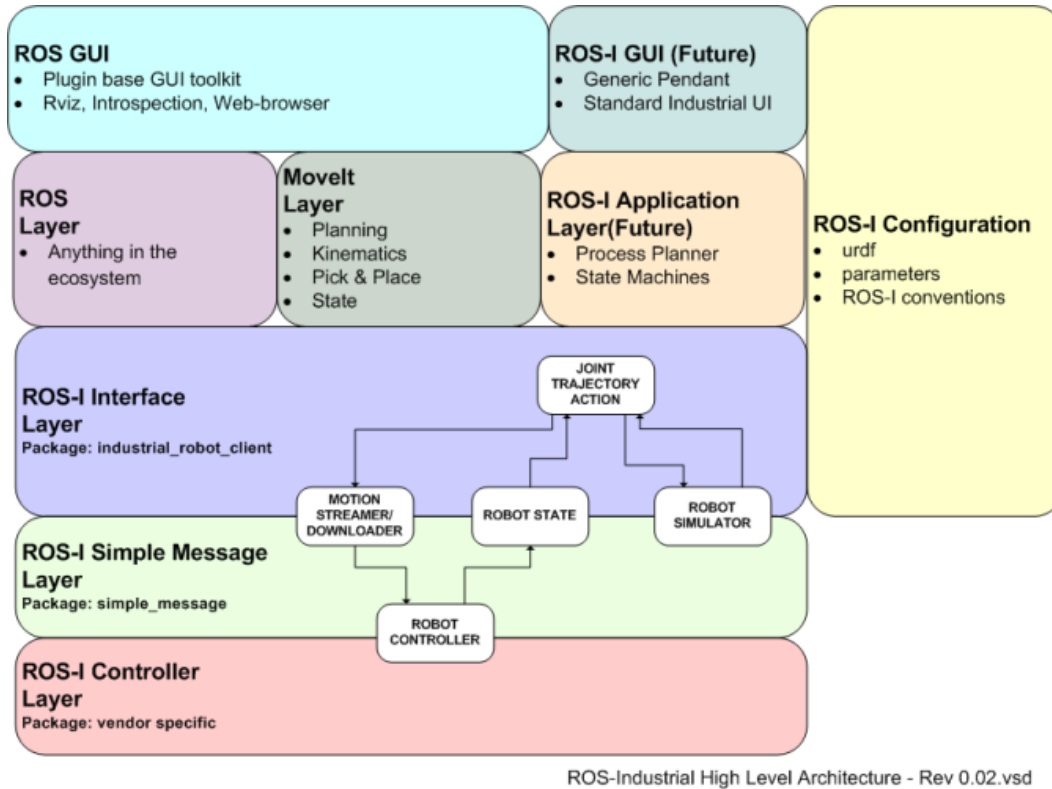 ROS GUI
• Plugin base GUI toolkit
• Rviz, Introspection, Web-browser
ROS-I GUI (Future)
• Generic Pendant
• Standard Industrial UI
ROS
Layer
• Anything in the
ecosystem
MoveIt
Layer
• Planning
• Kinematics
• Pick & Place
• State
ROS-I Application
Layer(Future)
• Process Planner
• State Machines
ROS-I Configuration
• urdf
• parameters
• ROS-I conventions
ROS-I Interface
Layer
Package: industrial_robot_client
JOINT
TRAJECTORY
ACTION
MOTION
STREAMER/
DOWNLOADER
ROBOT STATE
ROBOT
SIMULATOR
ROS-I Simple Message
Layer
Package: simple_message
ROBOT
CONTROLLER
ROS-I Controller
Layer
Package: vendor specific
ROS-Industrial High Level Architecture - Rev 0.02.vsd